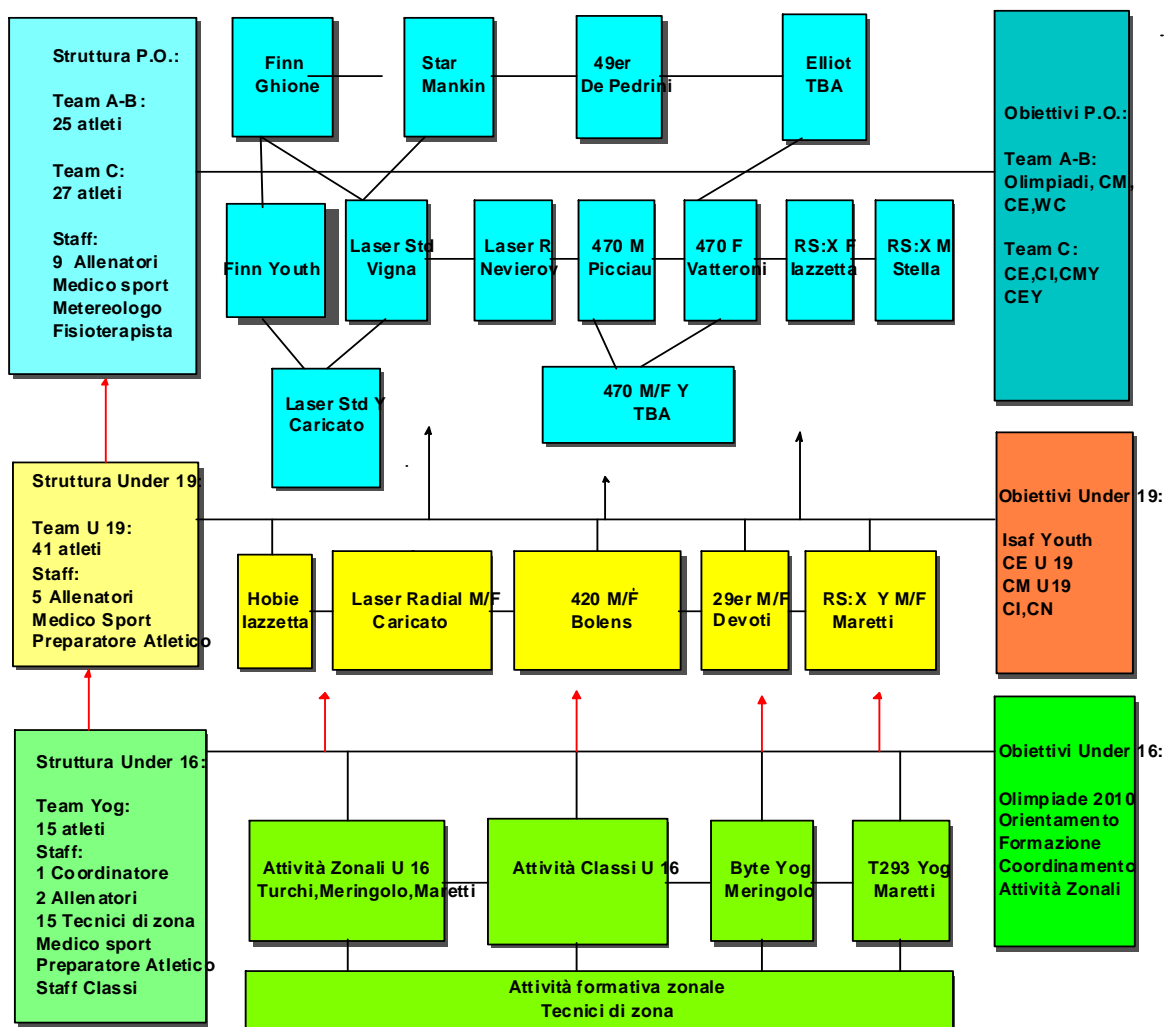 Struttura P.O.:
Team A-B:
25 atleti
Team C:
27 atleti
Staff:
9 Allenatori
Medico sport
Metereologo
Fisioterapista
Finn
Ghione
Star
Mankin
49er
De Pedrini
Elliot
TBA
Finn Youth
Laser Std
Vigna
Laser R
Nevierov
470 M
Picciau
470 F
Vatteroni
RS:X F
Iazzetta
RS:X M
Stella
Laser Std Y
Caricato
470 M/F Y
TBA
Obiettivi P.O.:
Team A-B:
Olimpiadi, CM,
CE,WC
Team C:
CE,CI,CMY
CEY
Struttura Under 19:
Team U 19:
41 atleti
Staff:
5 Allenatori
Medico Sport
Preparatore Atletico
Hobie
Iazzetta
Laser Radial M/F
Caricato
420 M/F
Bolens
29er M/F
Devoti
RS:X Y M/F
Maretti
Obiettivi Under 19:
Isaf Youth
CE U 19
CM U19
CI,CN
Struttura Under 16:
Team Yog:
15 atleti
Staff:
1 Coordinatore
2 Allenatori
15 Tecnici di zona
Medico sport
Preparatore Atletico
Staff Classi
Attività Zonali U 16
Turchi,Meringolo,Maretti
Attività Classi U 16
Byte Yog
Meringolo
T293 Yog
Maretti
Attività formativa zonale
Tecnici di zona
Obiettivi Under 16:
Olimpiade 2010
Orientamento
Formazione
Coordinamento
Attività Zonali